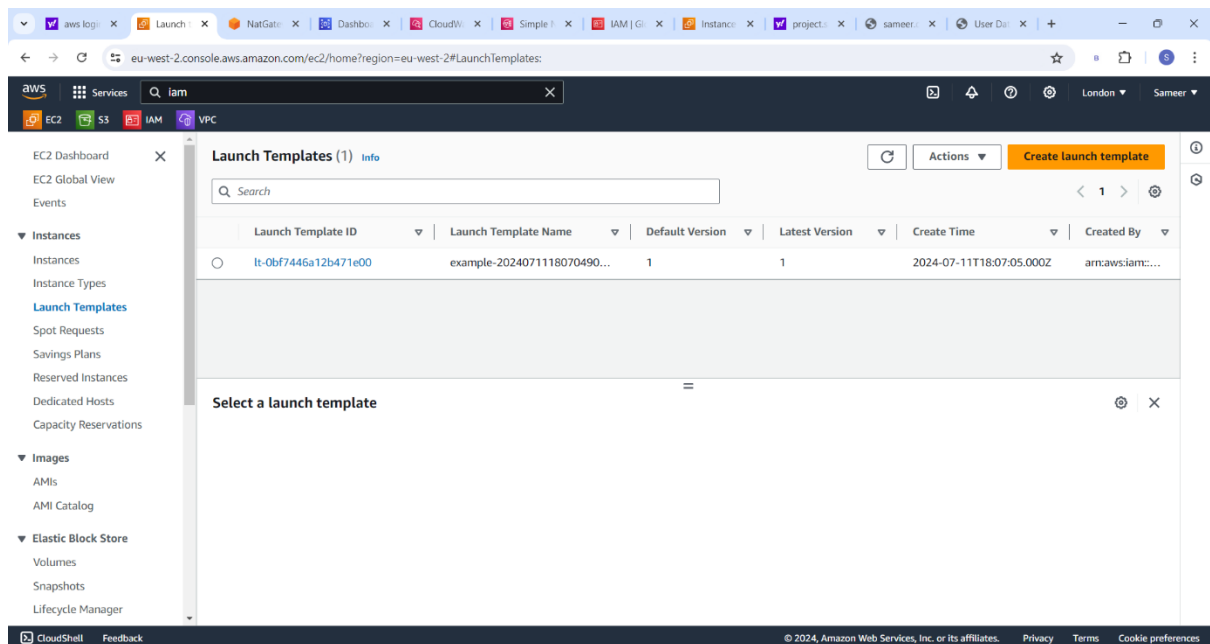 aws logi
Launch t
NatGate
Dashboa
CloudW
Simple N
IAM | Gl
Instance
project.s
sameer.c
User Dat
eu-west-2.console.aws.amazon.com/ec2/home?region=eu-west-2#LaunchTemplates:
B
S
aws
Services
iam
London
Sameer
EC2
S3
IAM
VPC
EC2 Dashboard
EC2 Global View
Events
Instances
Instances
Instance Types
Launch Templates
Spot Requests
Savings Plans
Reserved Instances
Dedicated Hosts
Capacity Reservations
Images
AMIs
AMI Catalog
Elastic Block Store
Volumes
Snapshots
Lifecycle Manager
Launch Templates (1) Info
Actions
Create launch template
Search
1
Launch Template ID Launch Template Name Default Version Latest Version Create Time Created By
lt-0bf7446a12b471e00 example-2024071118070490... 1 1 2024-07-11T18:07:05.000Z arn:aws:iam::...
Select a launch template
CloudShell Feedback © 2024, Amazon Web Services, Inc. or its affiliates. Privacy Terms Cookie preferences